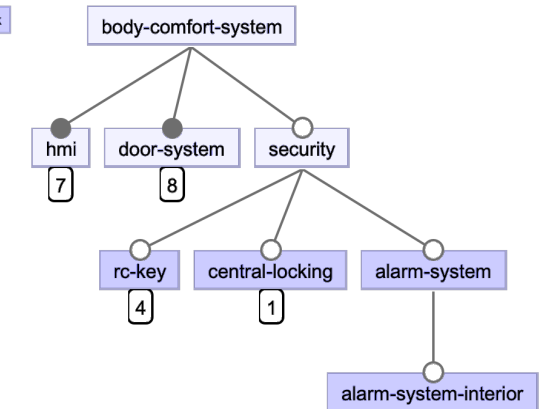 body-comfort-system
hmi
door-system
security
7
8
rc-key
central-locking
alarm-system
4
1
alarm-system-interior